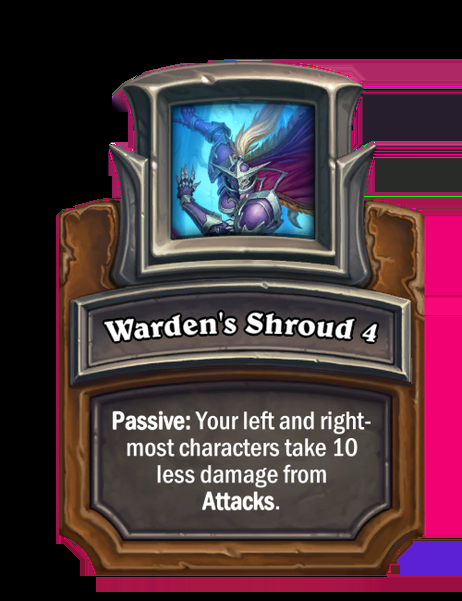 Warden's Shroud 4
Passive: Your left and right-
most characters take 10
less damage from
Attacks.